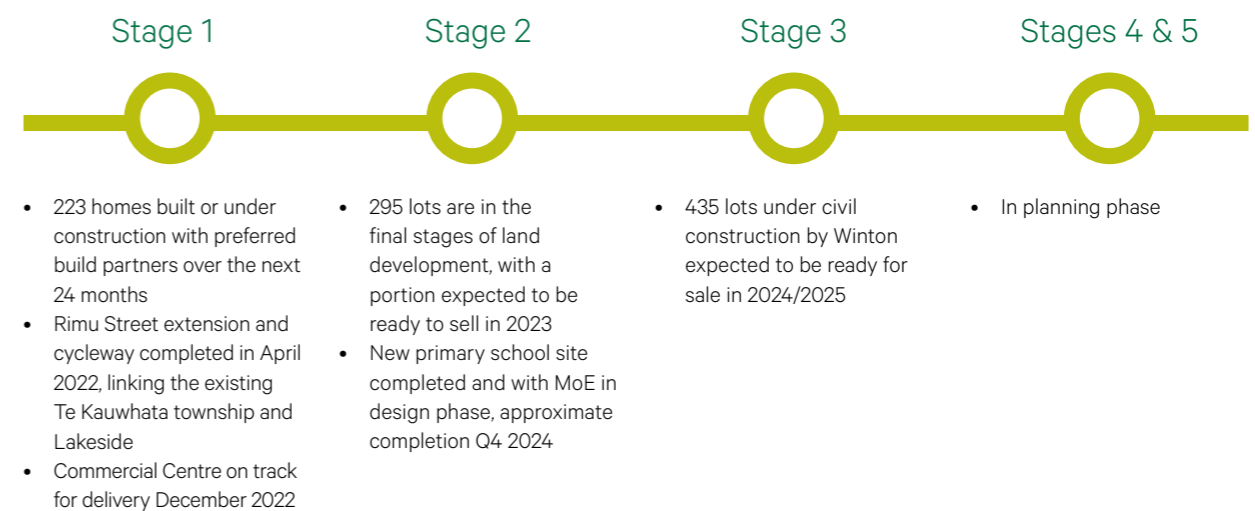 Stage 1
• 223 homes built or under
construction with preferred
build partners over the next
24 months
• Rimu Street extension and
cycleway completed in April
2022, linking the existing
Te Kauwhata township and
Lakeside
• Commercial Centre on track
for delivery December 2022
Stage 2
• 295 lots are in the
final stages of land
development, with a
portion expected to be
ready to sell in 2023
• New primary school site
completed and with MoE in
design phase, approximate
completion Q4 2024
Stage 3
• 435 lots under civil
construction by Winton
expected to be ready for
sale in 2024/2025
Stages 4 & 5
• In planning phase